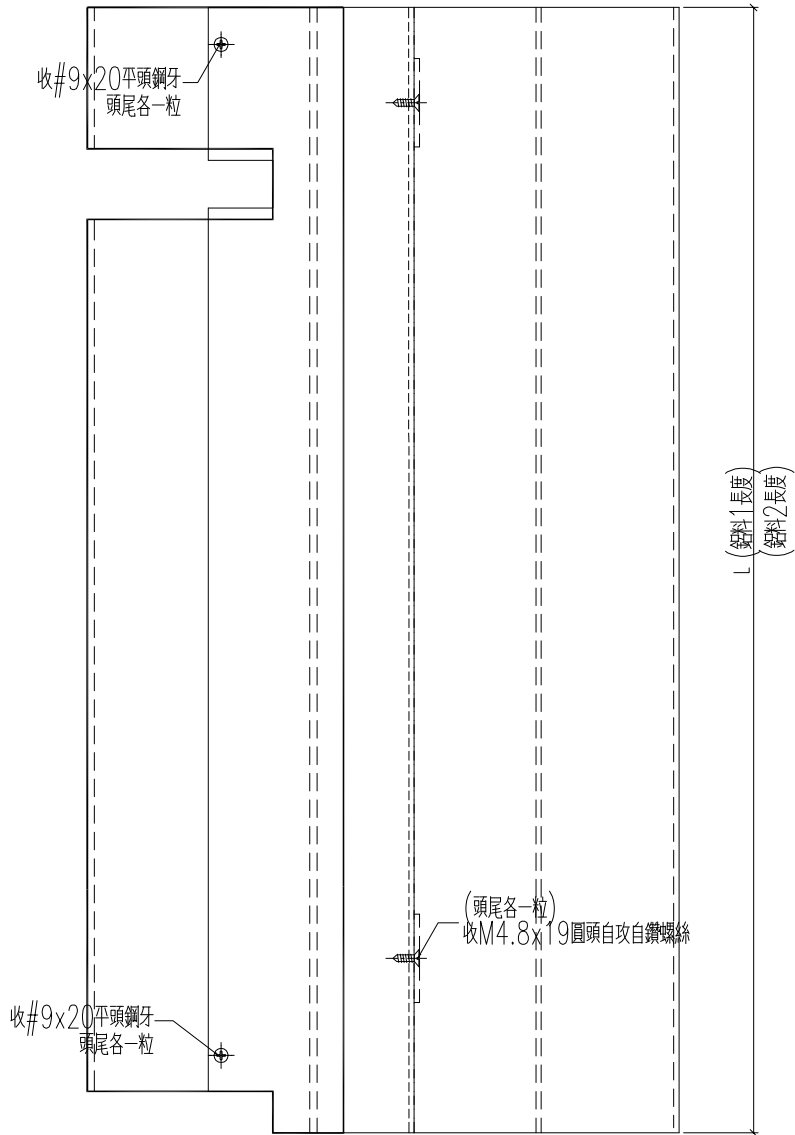 收#9x20平頭鋼牙
頭尾各一粒
L (鋁料1長度)
(鋁料2長度)
(頭尾各一粒)
收M4.8x19圓頭自攻自鑽螺絲
收#9x20平頭鋼牙
頭尾各一粒